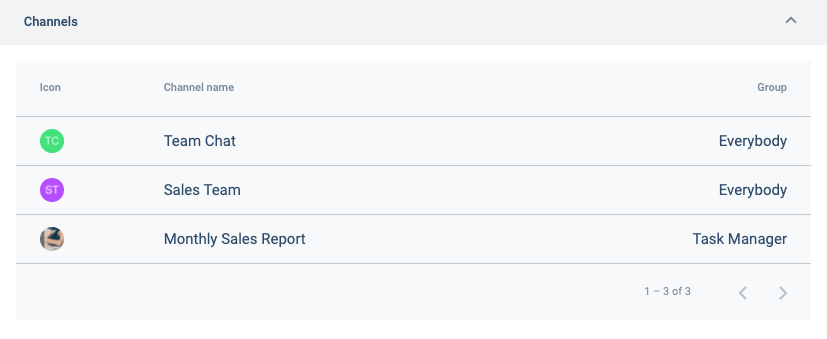 Channels
Icon Channel name Group
TC Team Chat Everybody
ST Sales Team Everybody
Monthly Sales Report Task Manager
1 – 3 of 3